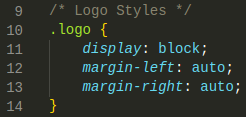 9 /* Logo Styles */
10 .logo {
11 display: block;
12 margin-left: auto;
13 margin-right: auto;
14 }